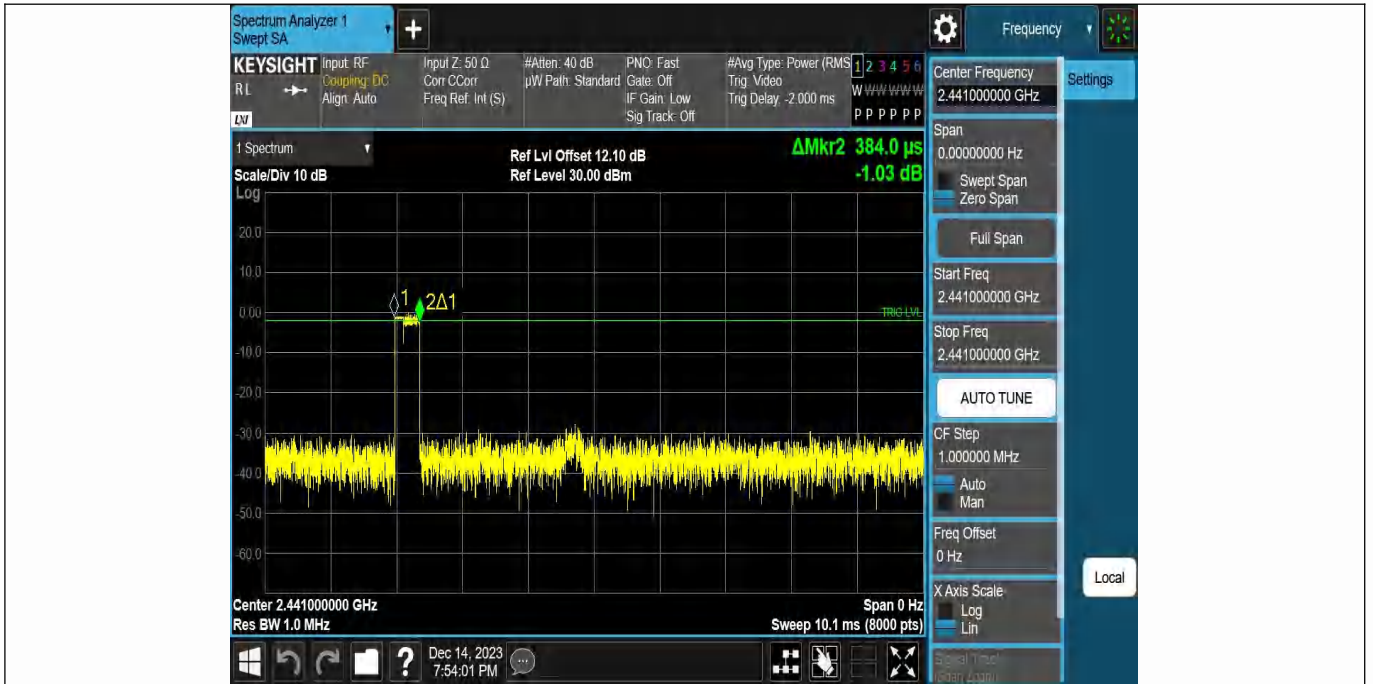 Spectrum Analyzer 1
Swept SA
+
Frequency
KEYSIGHT
RL
LXI
Input: RF
Coupling: DC
Align: Auto
Input Z: 50 Ω
Corr CCorr
Freq Ref: Int (S)
#Atten: 40 dB
µW Path: Standard
PNO: Fast
Gate: Off
IF Gain: Low
Sig Track: Off
#Avg Type: Power (RMS
Trig: Video
Trig Delay: -2.000 ms
1 2 3 4 5 6
W W W W W W
P P P P P P
Center Frequency
2.441000000 GHz
Settings
1 Spectrum
Scale/Div 10 dB
Log
Ref Lvl Offset 12.10 dB
Ref Level 30.00 dBm
ΔMkr2 384.0 µs
-1.03 dB
Span
0.00000000 Hz
Swept Span
Zero Span
Full Span
20.0
10.0
0.00
-10.0
-20.0
-30.0
-40.0
-50.0
-60.0
1
2Δ1
TRIG LVL
Start Freq
2.441000000 GHz
Stop Freq
2.441000000 GHz
AUTO TUNE
CF Step
1.000000 MHz
Auto
Man
Freq Offset
0 Hz
X Axis Scale
Log
Lin
Local
Center 2.441000000 GHz
Res BW 1.0 MHz
Span 0 Hz
Sweep 10.1 ms (8000 pts)
?
Dec 14, 2023
7:54:01 PM